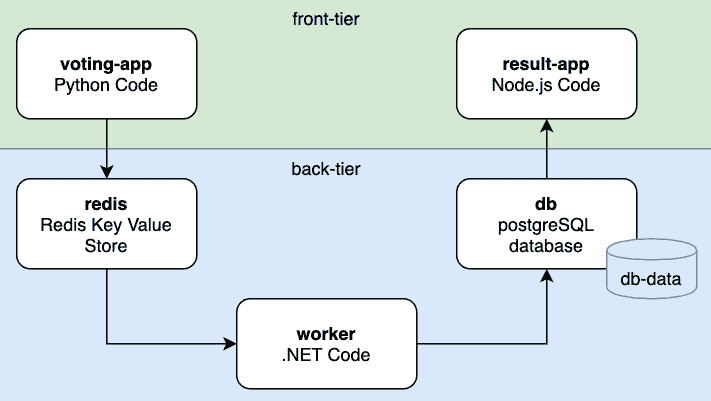 front-tier
voting-app
Python Code
result-app
Node.js Code
back-tier
redis
Redis Key Value
Store
db
postgreSQL
database
db-data
worker
.NET Code